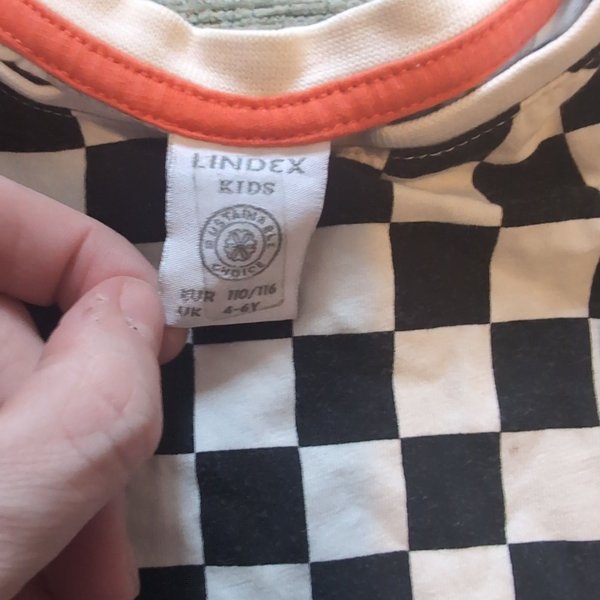 LINDEX
KIDS
SUSTAINABLE
CHOICE
EUR 110/116
UK 4-6Y